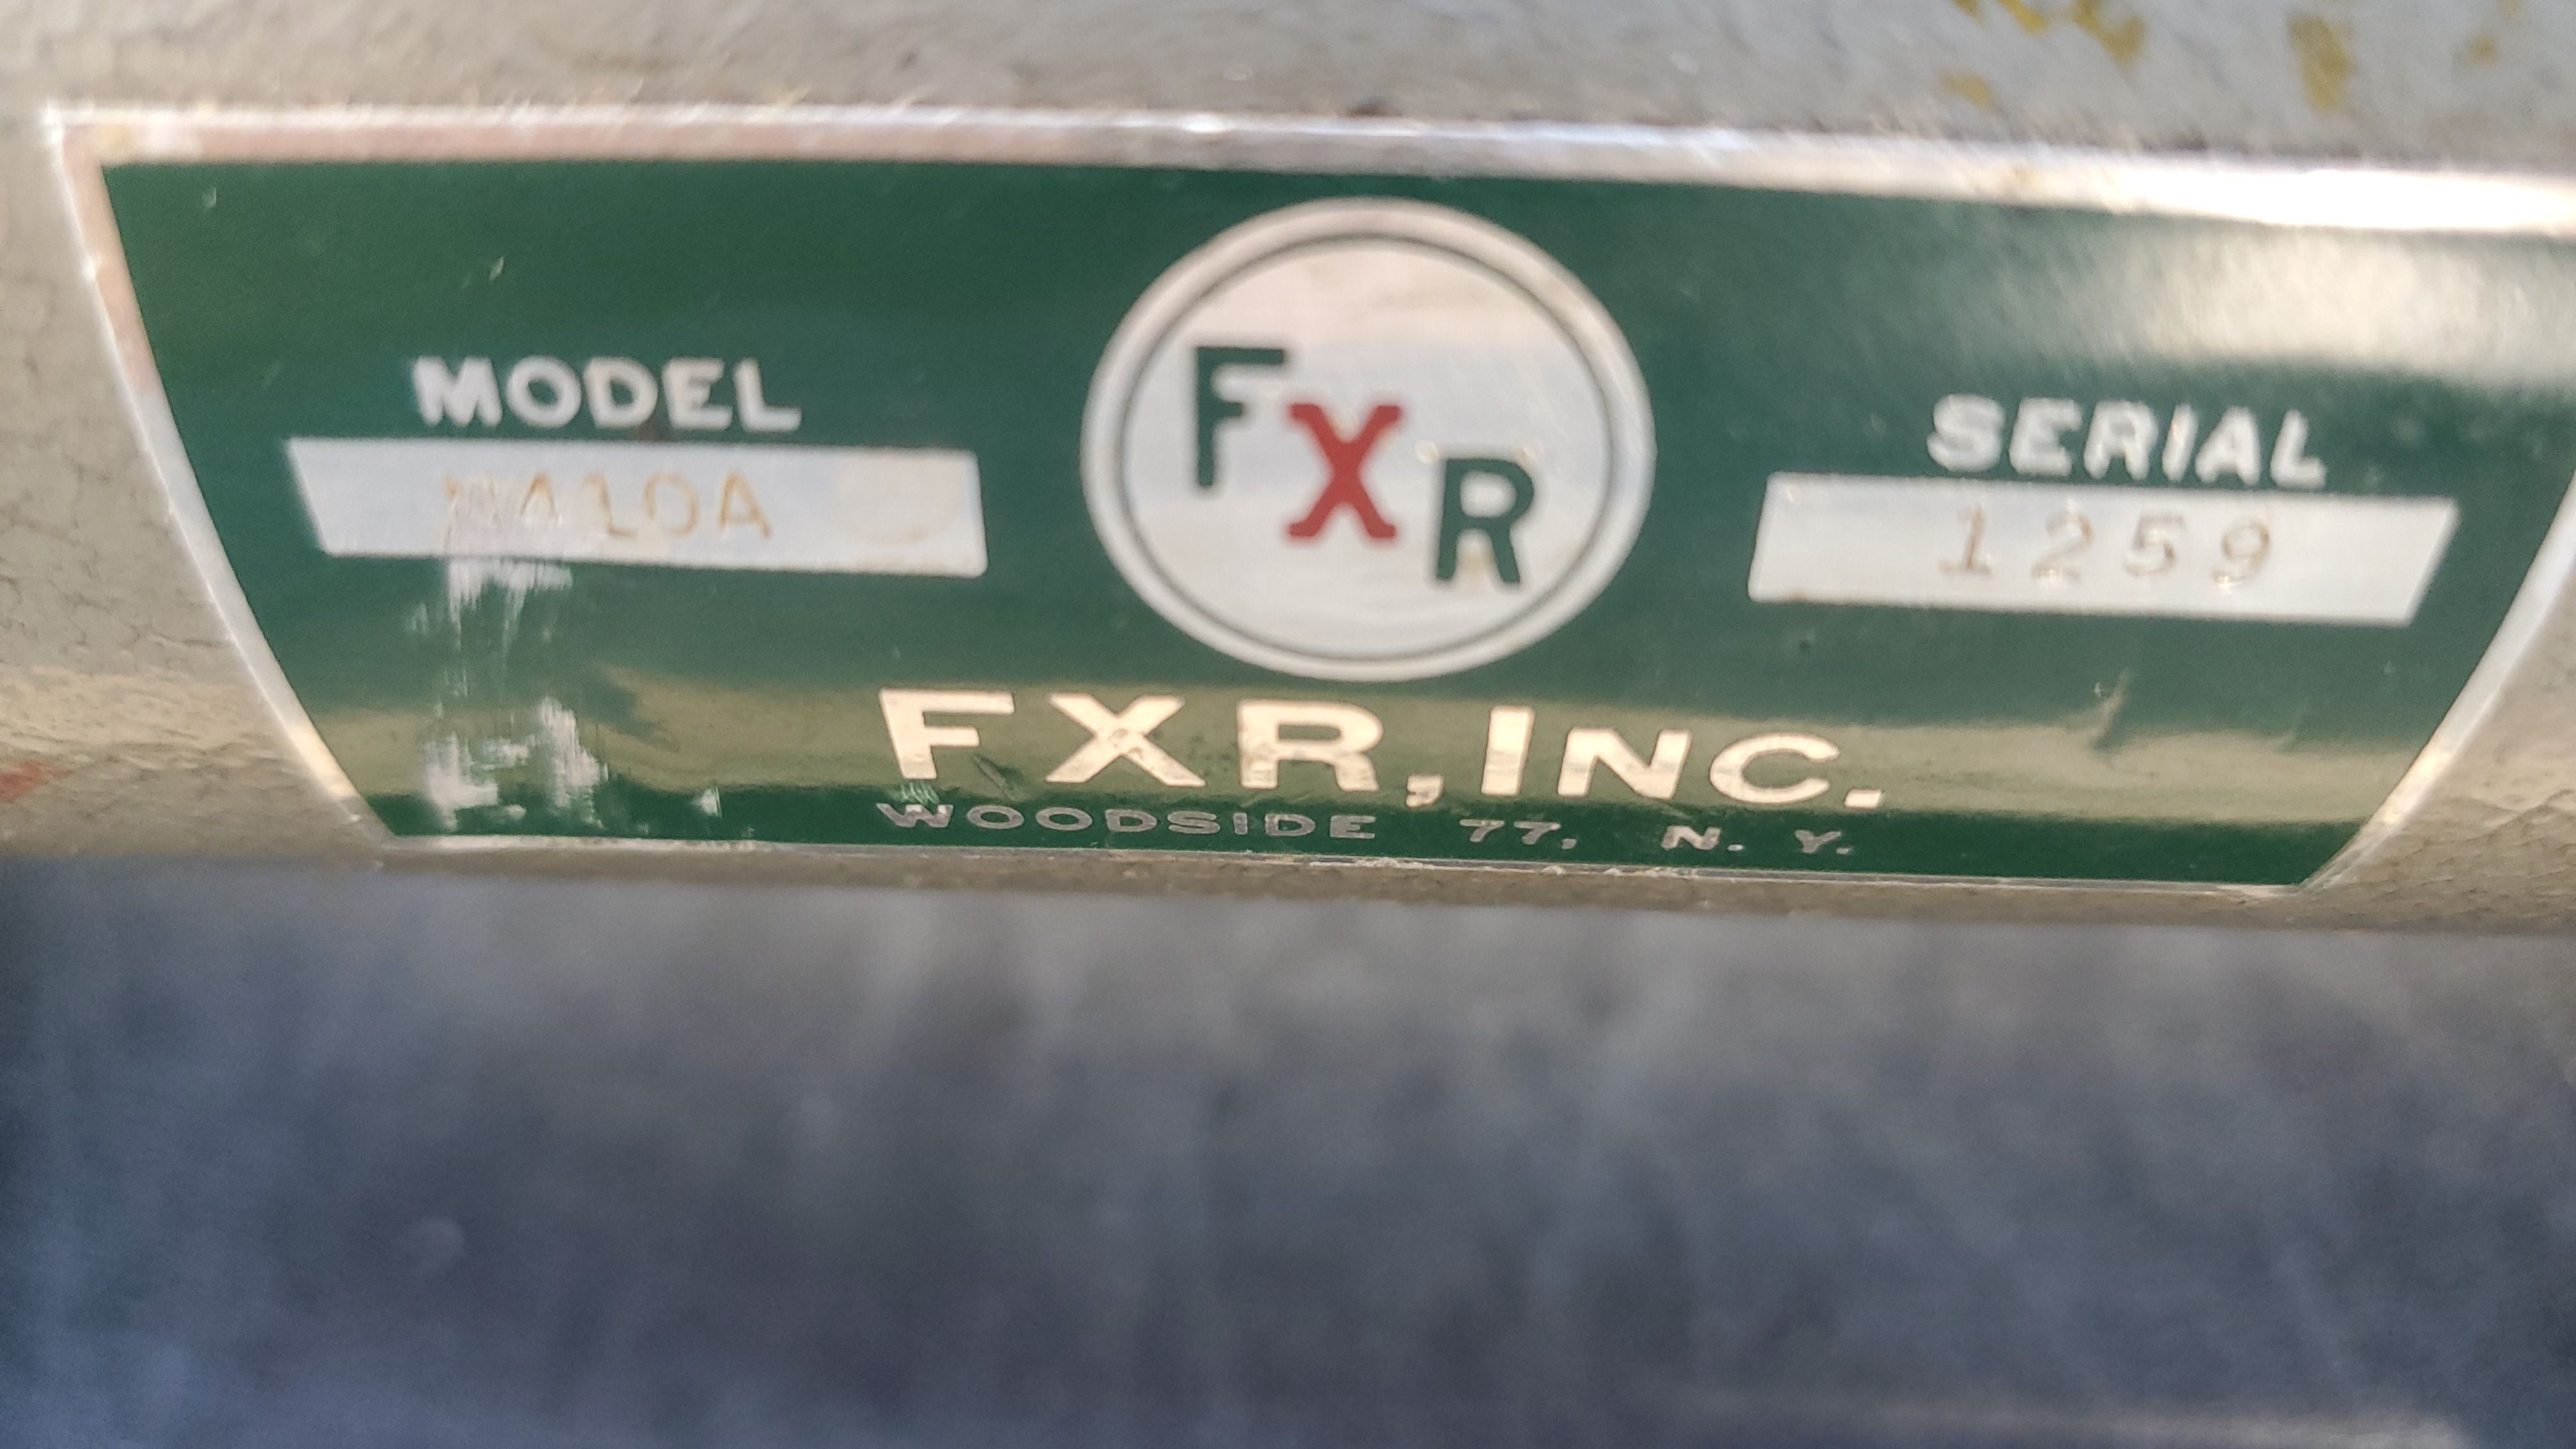 MODEL
SERIAL
1259
FXR
FXR, INC.
WOODSIDE 77, N. Y.